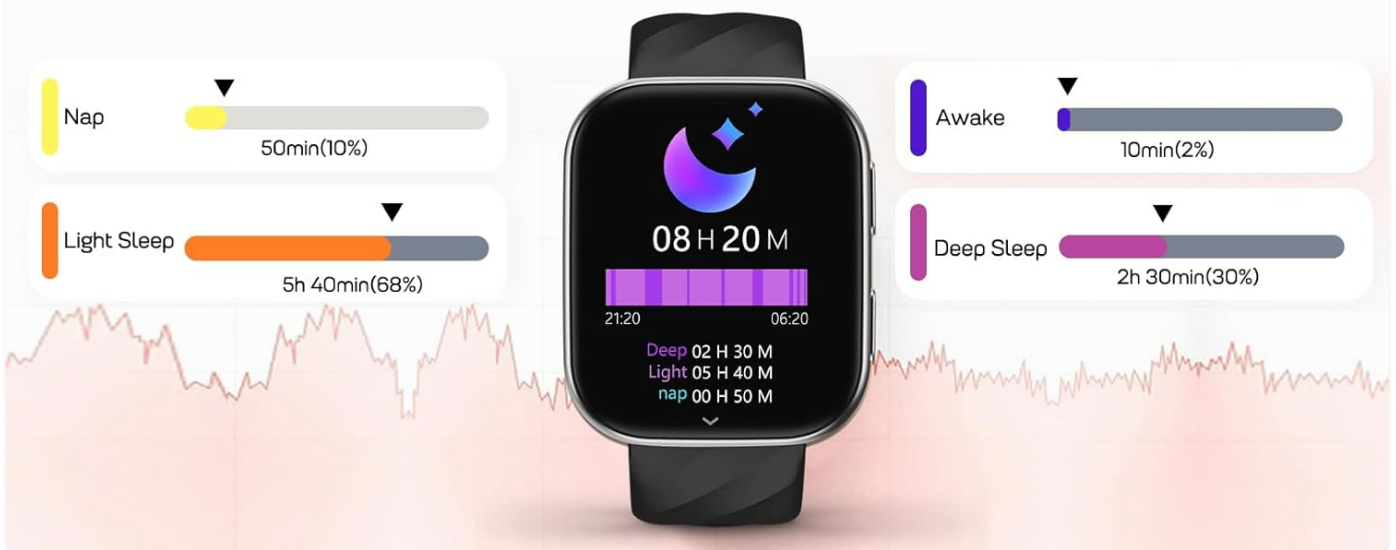 Nap
50min(10%)
Light Sleep
5h 40min(68%)
08 H 20 M
21:20 06:20
Deep 02 H 30 M
Light 05 H 40 M
nap 00 H 50 M
Awake
10min(2%)
Deep Sleep
2h 30min(30%)